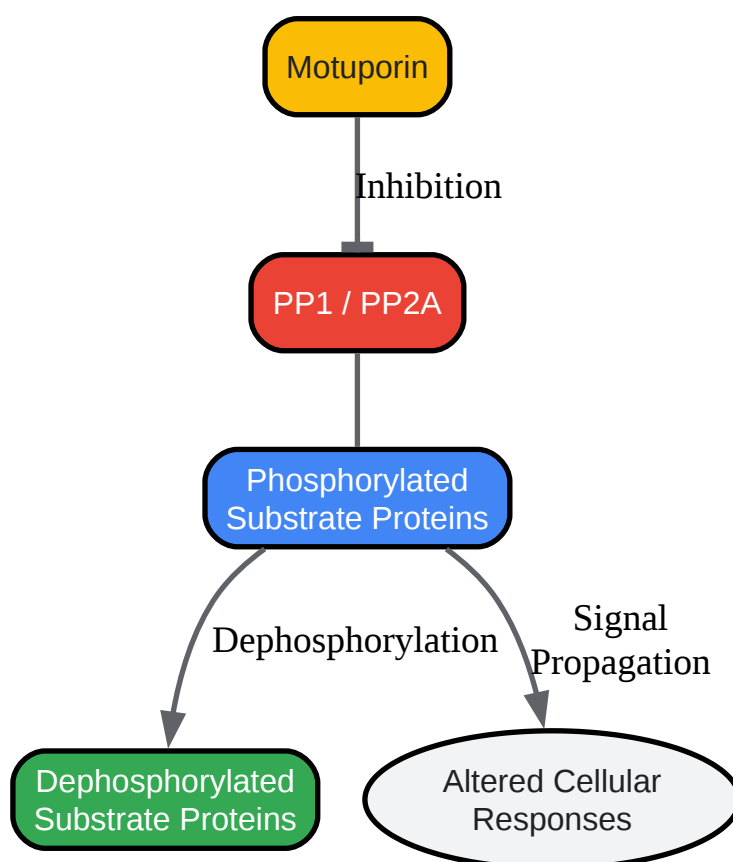 Motuporin
Inhibition
PP1 / PP2A
Phosphorylated
Substrate Proteins
Dephosphorylation
Signal
Propagation
Dephosphorylated
Substrate Proteins
Altered Cellular
Responses